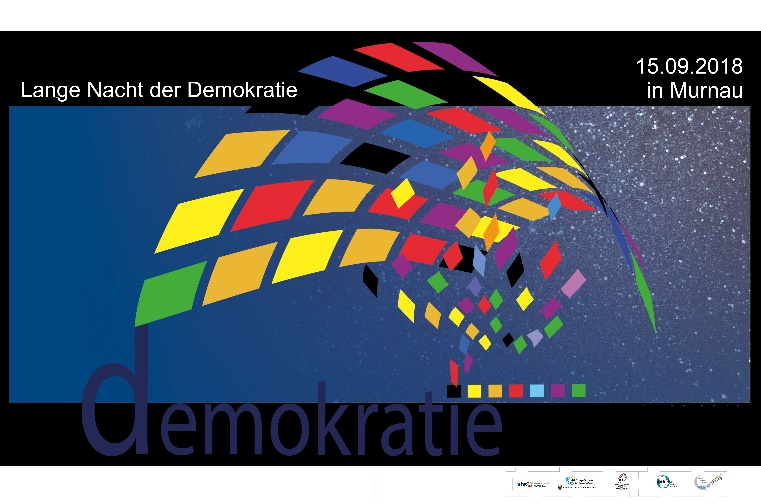 15.09.2018
Lange Nacht der Demokratie
in Murnau
demokratie